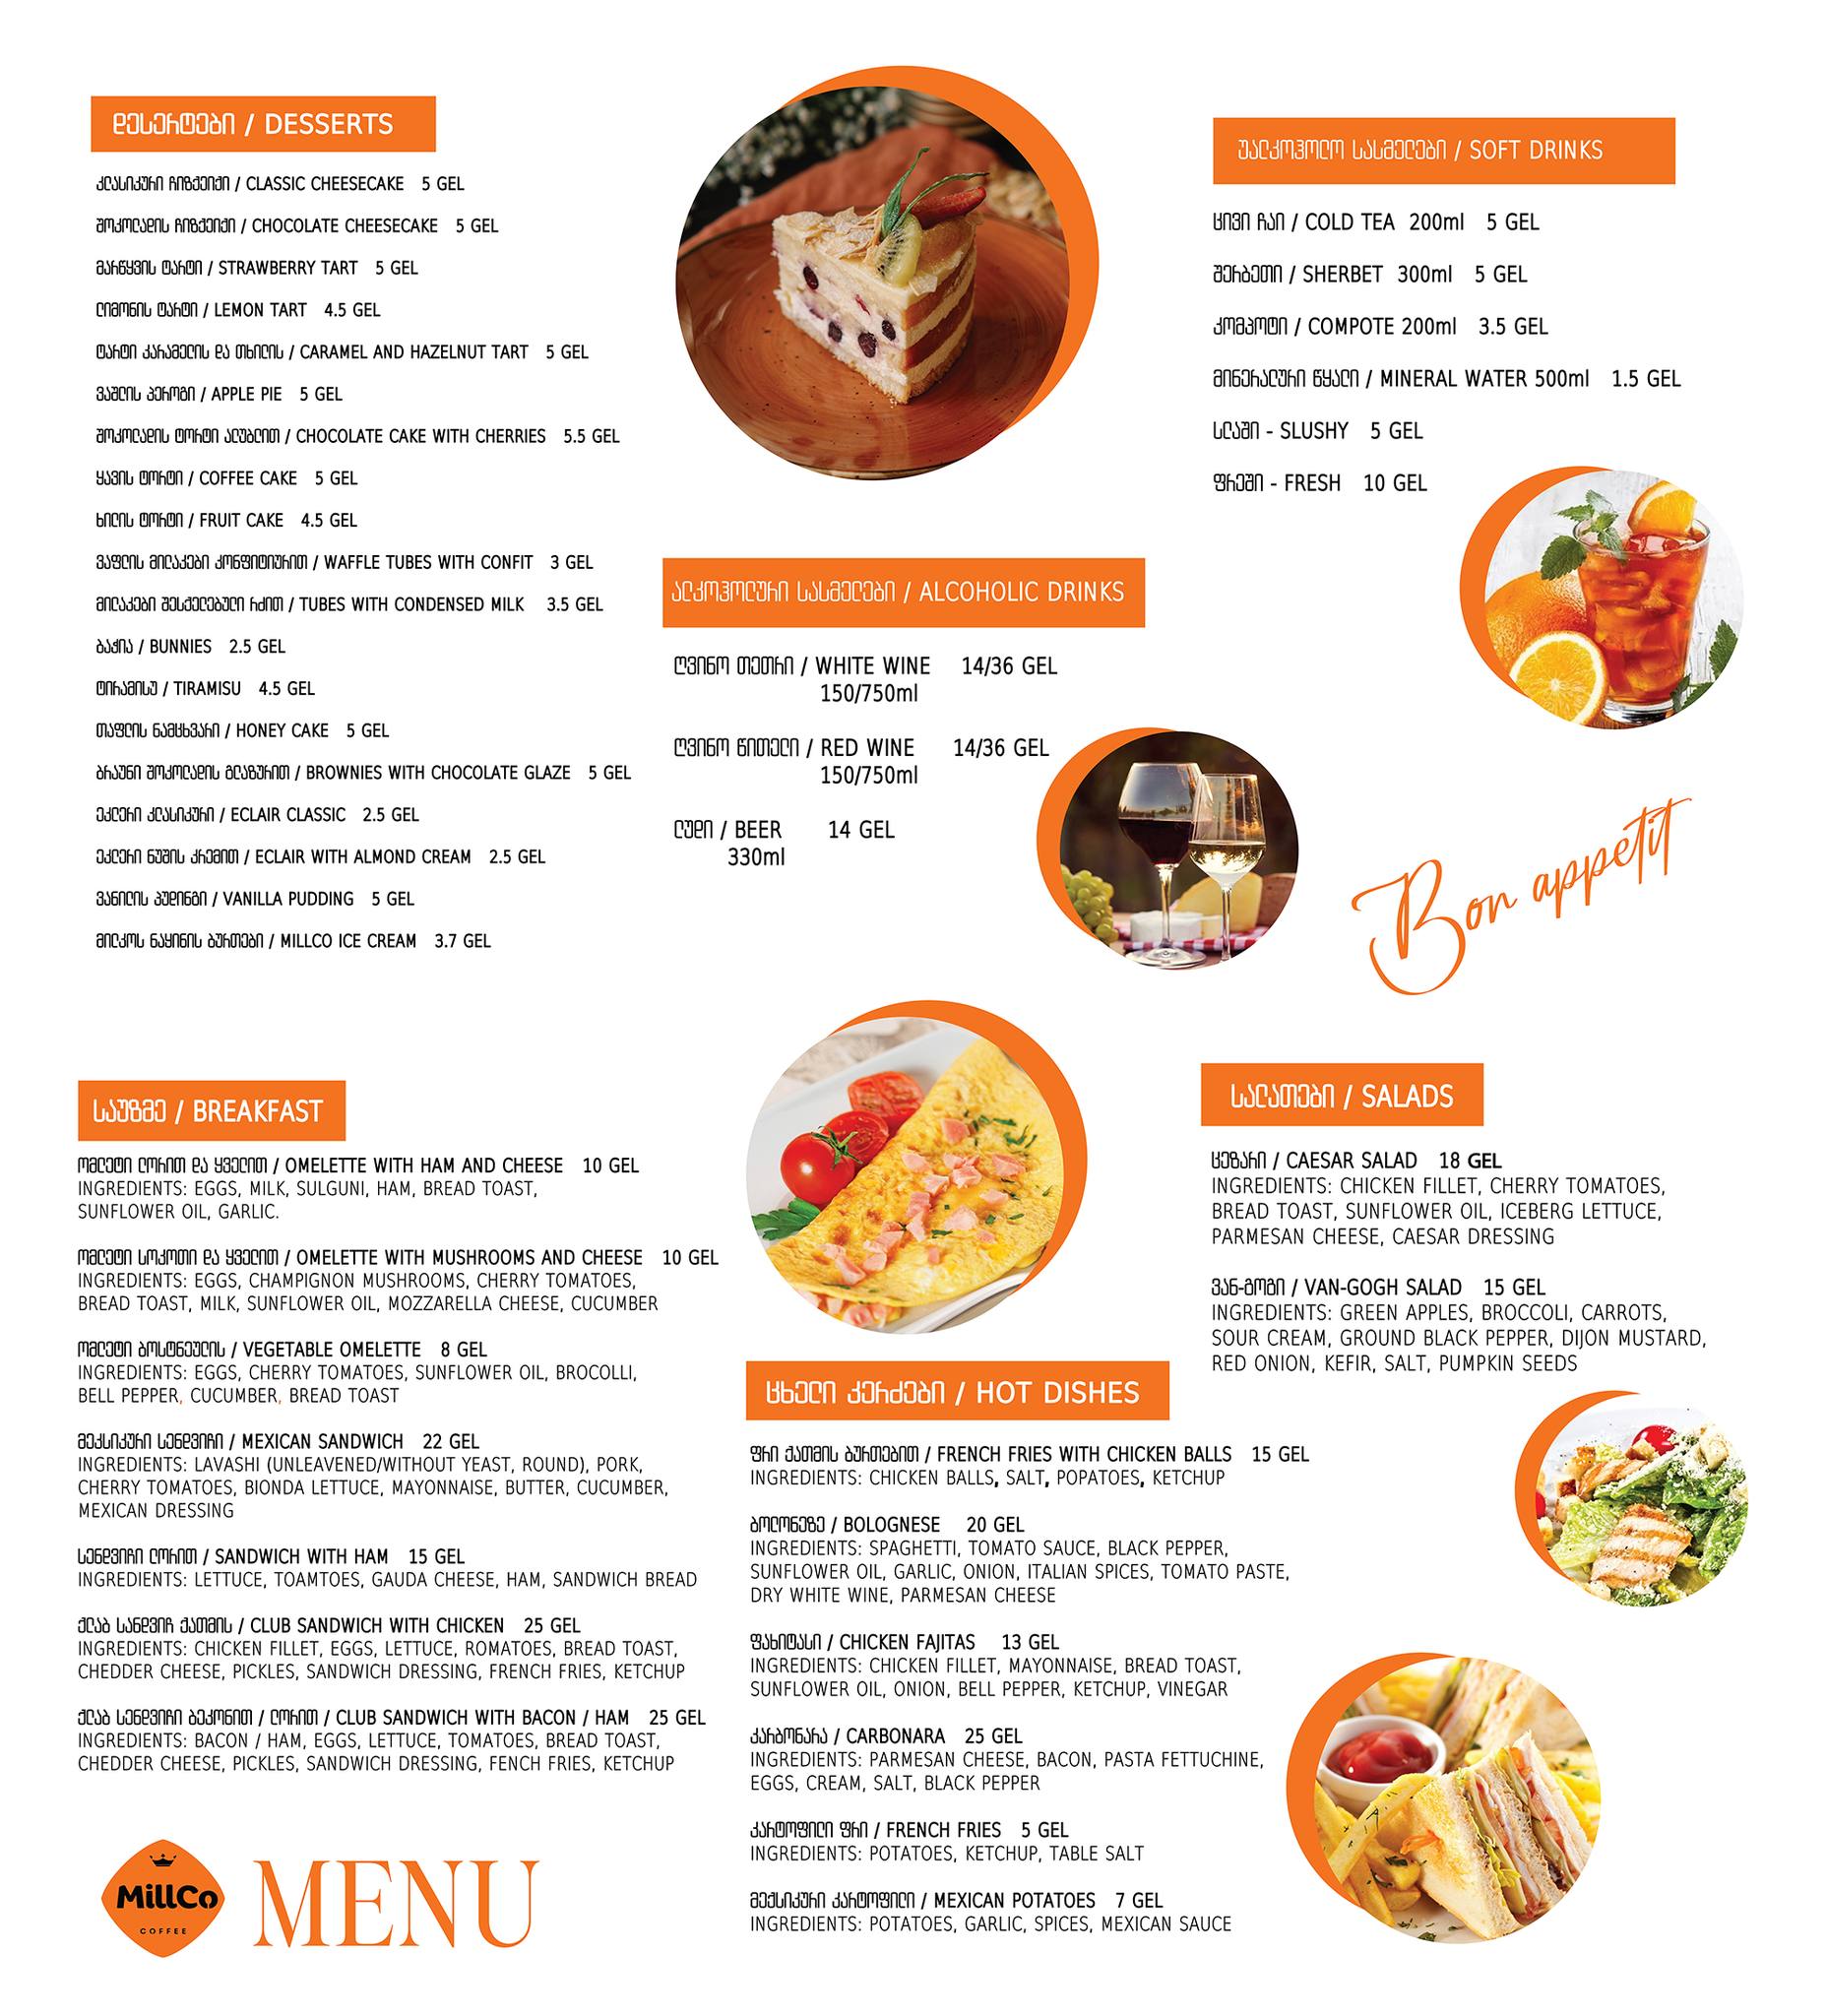 დესერტები / DESSERTS
კლასიკური ჩიზქეიქი / CLASSIC CHEESECAKE 5 GEL
შოკოლადის ჩიზქეიქი / CHOCOLATE CHEESECAKE 5 GEL
მარწყვის ტარტი / STRAWBERRY TART 5 GEL
ლიმონის ტარტი / LEMON TART 4.5 GEL
ტარტი კარამელის და თხილის / CARAMEL AND HAZELNUT TART 5 GEL
ვაშლის პეროგი / APPLE PIE 5 GEL
შოკოლადის ტორტი ალუბლით / CHOCOLATE CAKE WITH CHERRIES 5.5 GEL
ყავის ტორტი / COFFEE CAKE 5 GEL
ხილის ტორტი / FRUIT CAKE 4.5 GEL
ვაფლის მილაკები კონფიტიურით / WAFFLE TUBES WITH CONFIT 3 GEL
მილაკები შესქელებული რძით / TUBES WITH CONDENSED MILK 3.5 GEL
ბაჭია / BUNNIES 2.5 GEL
ტირამისუ / TIRAMISU 4.5 GEL
თაფლის ნამცხვარი / HONEY CAKE 5 GEL
ბრაუნი შოკოლადის გლაზურით / BROWNIES WITH CHOCOLATE GLAZE 5 GEL
ეკლერი კლასიკური / ECLAIR CLASSIC 2.5 GEL
ეკლერი ნუშის კრემით / ECLAIR WITH ALMOND CREAM 2.5 GEL
ვანილის პუდინგი / VANILLA PUDDING 5 GEL
მილკოს ნაყინის ბურთები / MILLCO ICE CREAM 3.7 GEL
ალკოჰოლური სასმელები / ALCOHOLIC DRINKS
ღვინო თეთრი / WHITE WINE 14/36 GEL
150/750ml
ღვინო წითელი / RED WINE 14/36 GEL
150/750ml
ლუდი / BEER 14 GEL
330ml
უალკოჰოლო სასმელები / SOFT DRINKS
ცივი ჩაი / COLD TEA 200ml 5 GEL
შერბეთი / SHERBET 300ml 5 GEL
კომპოტი / COMPOTE 200ml 3.5 GEL
მინერალური წყალი / MINERAL WATER 500ml 1.5 GEL
სლაში - SLUSHY 5 GEL
ფრეში - FRESH 10 GEL
Bon appetit
საუზმე / BREAKFAST
ომლეტი ლორით და ყველით / OMELETTE WITH HAM AND CHEESE 10 GEL
INGREDIENTS: EGGS, MILK, SULGUNI, HAM, BREAD TOAST,
SUNFLOWER OIL, GARLIC.
ომლეტი სოკოთი და ყველით / OMELETTE WITH MUSHROOMS AND CHEESE 10 GEL
INGREDIENTS: EGGS, CHAMPIGNON MUSHROOMS, CHERRY TOMATOES,
BREAD TOAST, MILK, SUNFLOWER OIL, MOZZARELLA CHEESE, CUCUMBER
ომლეტი ბოსტნეულის / VEGETABLE OMELETTE 8 GEL
INGREDIENTS: EGGS, CHERRY TOMATOES, SUNFLOWER OIL, BROCOLLI,
BELL PEPPER, CUCUMBER, BREAD TOAST
მექსიკური სენდვიჩი / MEXICAN SANDWICH 22 GEL
INGREDIENTS: LAVASHI (UNLEAVENED/WITHOUT YEAST, ROUND), PORK,
CHERRY TOMATOES, BIONDA LETTUCE, MAYONNAISE, BUTTER, CUCUMBER,
MEXICAN DRESSING
სენდვიჩი ლორით / SANDWICH WITH HAM 15 GEL
INGREDIENTS: LETTUCE, TOAMTOES, GAUDA CHEESE, HAM, SANDWICH BREAD
კლაბ სანდვიჩ ქათმის / CLUB SANDWICH WITH CHICKEN 25 GEL
INGREDIENTS: CHICKEN FILLET, EGGS, LETTUCE, ROMATOES, BREAD TOAST,
CHEDDER CHEESE, PICKLES, SANDWICH DRESSING, FRENCH FRIES, KETCHUP
ქლაბ სენდვიჩი ბეკონით / ლორით / CLUB SANDWICH WITH BACON / HAM 25 GEL
INGREDIENTS: BACON / HAM, EGGS, LETTUCE, TOMATOES, BREAD TOAST,
CHEDDER CHEESE, PICKLES, SANDWICH DRESSING, FENCH FRIES, KETCHUP
MillCo
COFFEE
MENU
ცხელი კერძები / HOT DISHES
ფრი ქათმის ბურთებით / FRENCH FRIES WITH CHICKEN BALLS 15 GEL
INGREDIENTS: CHICKEN BALLS, SALT, POPATOES, KETCHUP
ბოლონეზე / BOLOGNESE 20 GEL
INGREDIENTS: SPAGHETTI, TOMATO SAUCE, BLACK PEPPER,
SUNFLOWER OIL, GARLIC, ONION, ITALIAN SPICES, TOMATO PASTE,
DRY WHITE WINE, PARMESAN CHEESE
ფახიტასი / CHICKEN FAJITAS 13 GEL
INGREDIENTS: CHICKEN FILLET, MAYONNAISE, BREAD TOAST,
SUNFLOWER OIL, ONION, BELL PEPPER, KETCHUP, VINEGAR
კარბონარა / CARBONARA 25 GEL
INGREDIENTS: PARMESAN CHEESE, BACON, PASTA FETTUCHINE,
EGGS, CREAM, SALT, BLACK PEPPER
კარტოფილი ფრი / FRENCH FRIES 5 GEL
INGREDIENTS: POTATOES, KETCHUP, TABLE SALT
მექსიკური კარტოფილი / MEXICAN POTATOES 7 GEL
INGREDIENTS: POTATOES, GARLIC, SPICES, MEXICAN SAUCE
სალათები / SALADS
ცეზარი / CAESAR SALAD 18 GEL
INGREDIENTS: CHICKEN FILLET, CHERRY TOMATOES,
BREAD TOAST, SUNFLOWER OIL, ICEBERG LETTUCE,
PARMESAN CHEESE, CAESAR DRESSING
ვან-გოგი / VAN-GOGH SALAD 15 GEL
INGREDIENTS: GREEN APPLES, BROCCOLI, CARROTS,
SOUR CREAM, GROUND BLACK PEPPER, DIJON MUSTARD,
RED ONION, KEFIR, SALT, PUMPKIN SEEDS